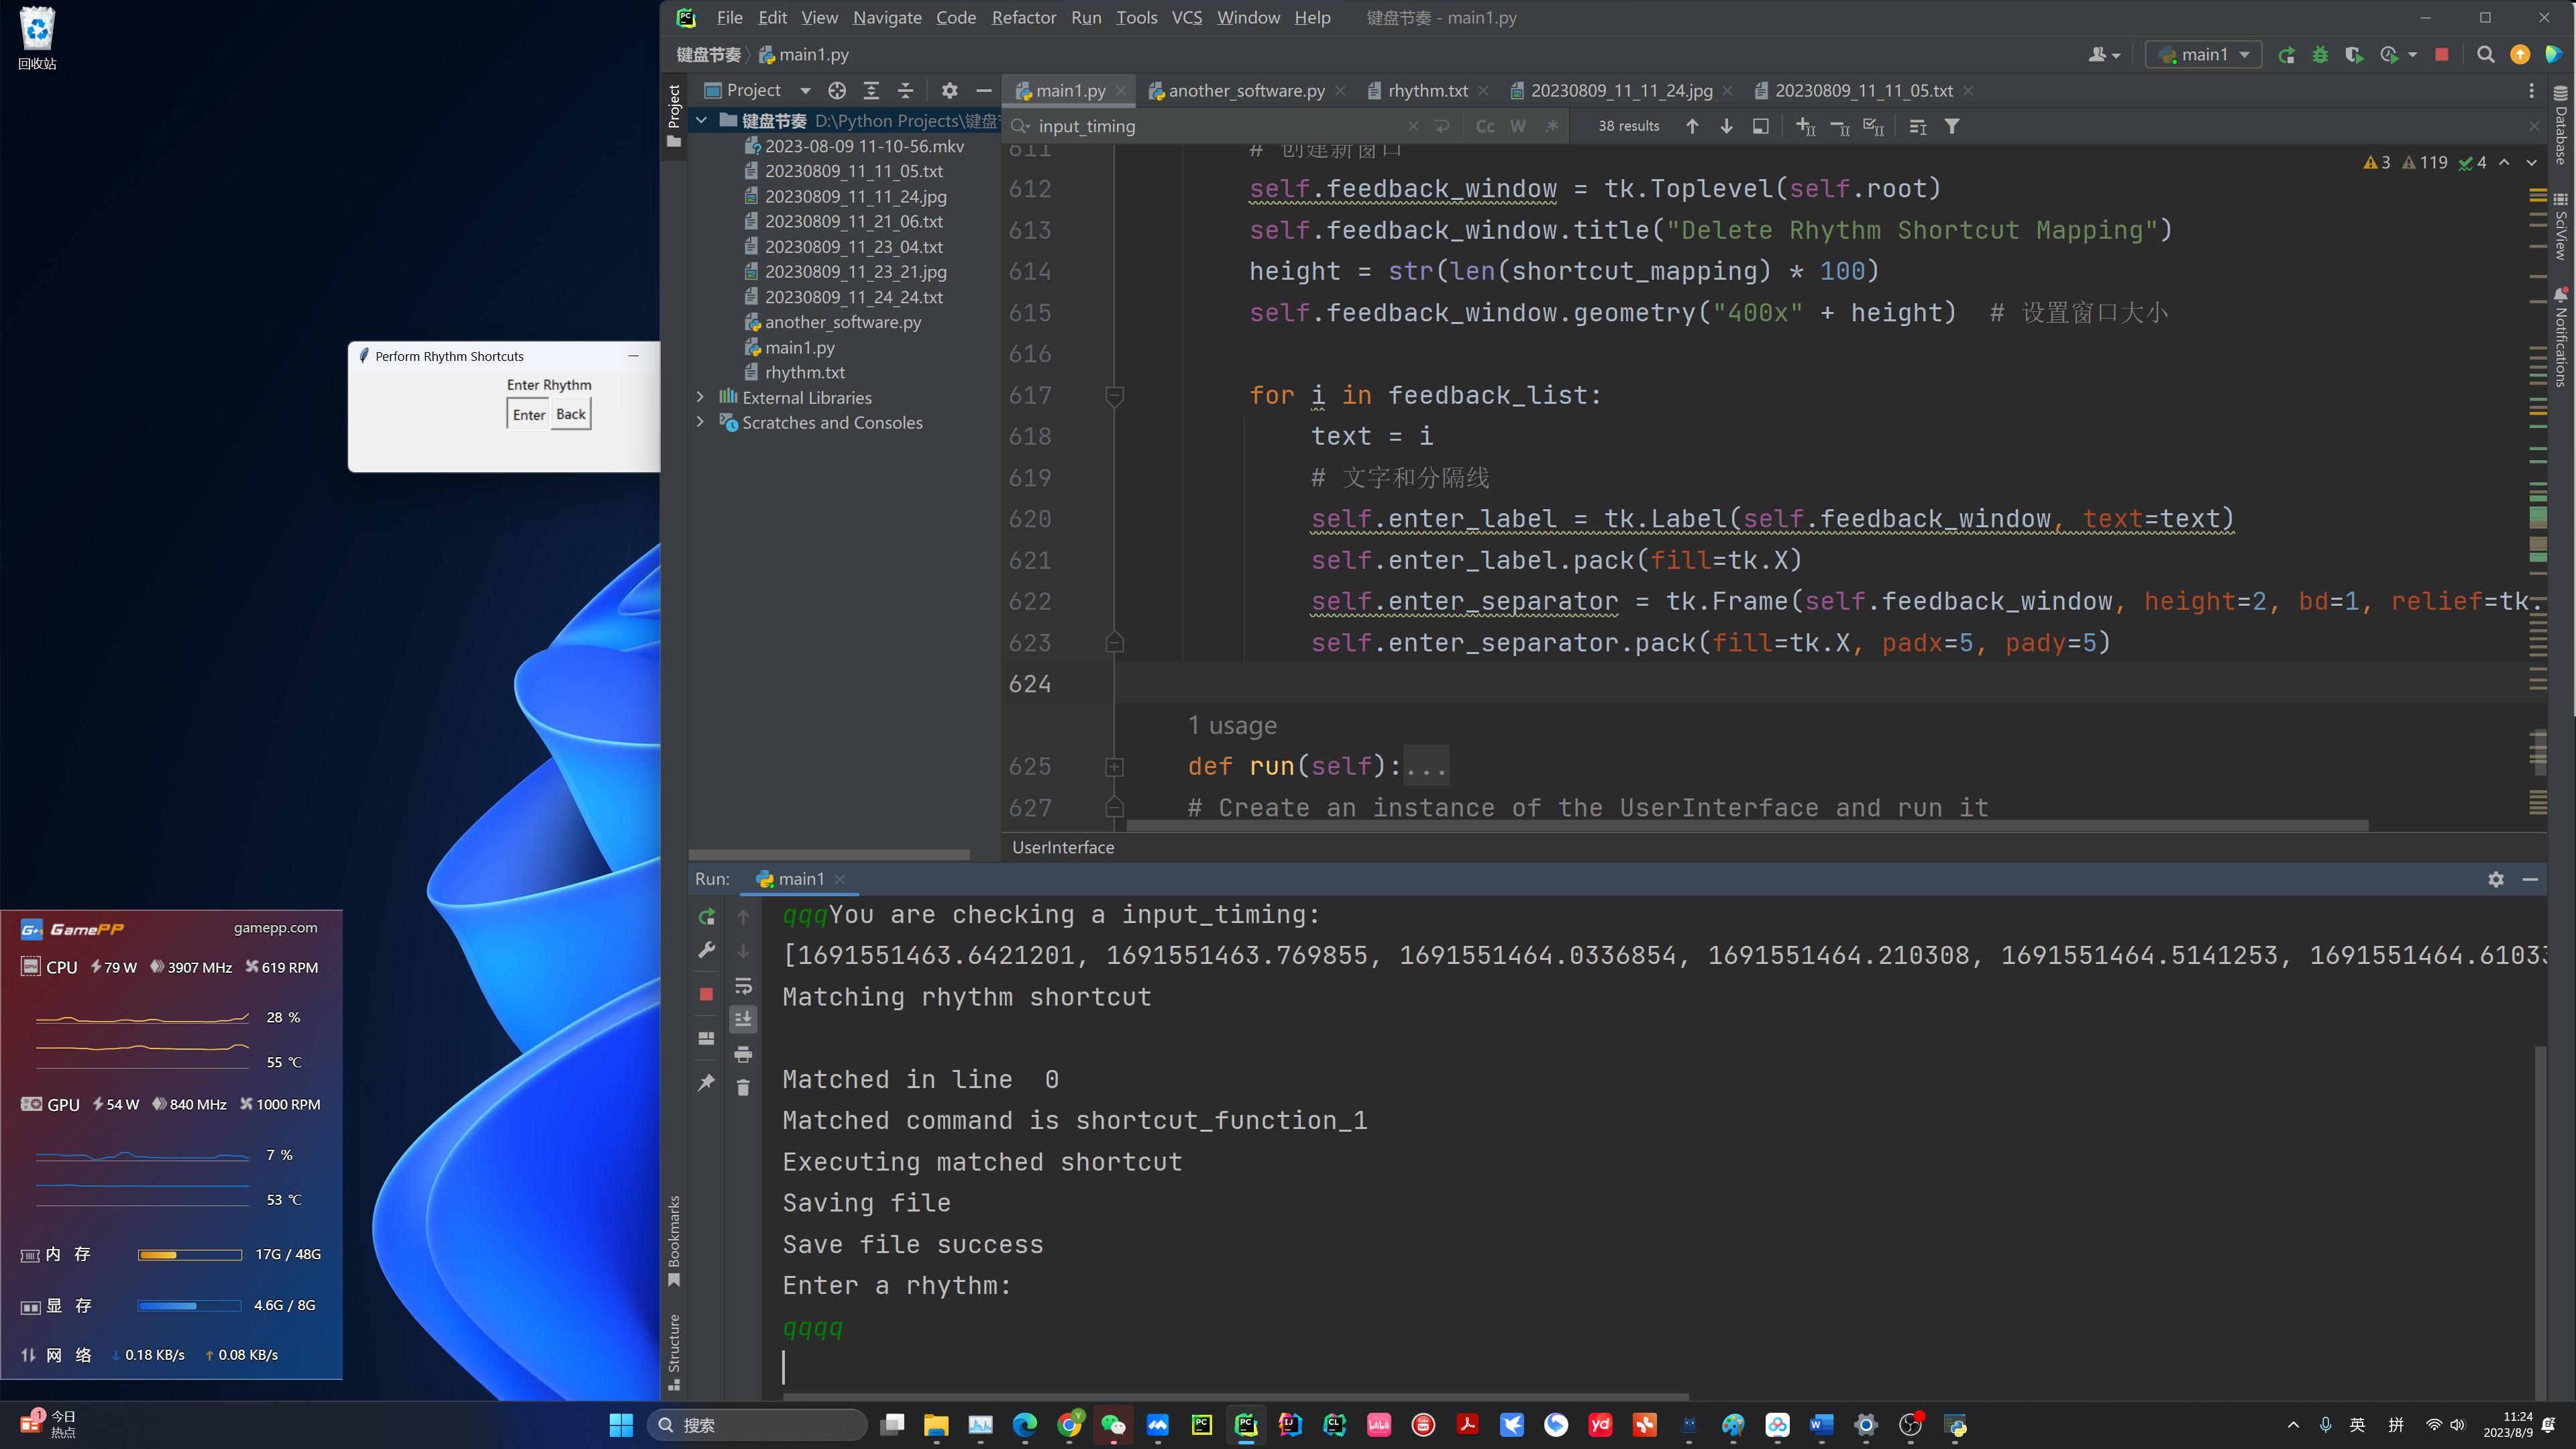 回收站
File Edit View Navigate Code Refactor Run Tools VCS Window Help 键盘节奏 - main1.py
键盘节奏 main1.py
main1
Project
Project
main1.py another_software.py rhythm.txt 20230809_11_11_24.jpg 20230809_11_11_05.txt
键盘节奏 D:\Python Projects\键盘
2023-08-09 11-10-56.mkv
20230809_11_11_05.txt
20230809_11_11_24.jpg
20230809_11_21_06.txt
20230809_11_23_04.txt
20230809_11_23_21.jpg
20230809_11_24_24.txt
another_software.py
main1.py
rhythm.txt
External Libraries
Scratches and Consoles
input_timing Cc W .* 38 results
3 119 4
611 # 创建新窗口
612 self.feedback_window = tk.Toplevel(self.root)
613 self.feedback_window.title("Delete Rhythm Shortcut Mapping")
614 height = str(len(shortcut_mapping) * 100)
615 self.feedback_window.geometry("400x" + height) # 设置窗口大小
616
617 for i in feedback_list:
618 text = i
619 # 文字和分隔线
620 self.enter_label = tk.Label(self.feedback_window, text=text)
621 self.enter_label.pack(fill=tk.X)
622 self.enter_separator = tk.Frame(self.feedback_window, height=2, bd=1, relief=tk.
623 self.enter_separator.pack(fill=tk.X, padx=5, pady=5)
624
1 usage
625 def run(self):...
627 # Create an instance of the UserInterface and run it
UserInterface
Database
SciView
Notifications
Perform Rhythm Shortcuts
Enter Rhythm
Enter Back
Run: main1
qqqYou are checking a input_timing:
[1691551463.6421201, 1691551463.769855, 1691551464.0336854, 1691551464.210308, 1691551464.5141253, 1691551464.61033
Matching rhythm shortcut
Matched in line  0
Matched command is shortcut_function_1
Executing matched shortcut
Saving file
Save file success
Enter a rhythm:
qqqq
Bookmarks
Structure
GamePP gamepp.com
CPU 79 W 3907 MHz 619 RPM
28 %
55 ℃
GPU 54 W 840 MHz 1000 RPM
7 %
53 ℃
内 存 17G / 48G
显 存 4.6G / 8G
网 络 ↓ 0.18 KB/s ↑ 0.08 KB/s
1
今日
热点
搜索
英 拼
11:24
2023/8/9